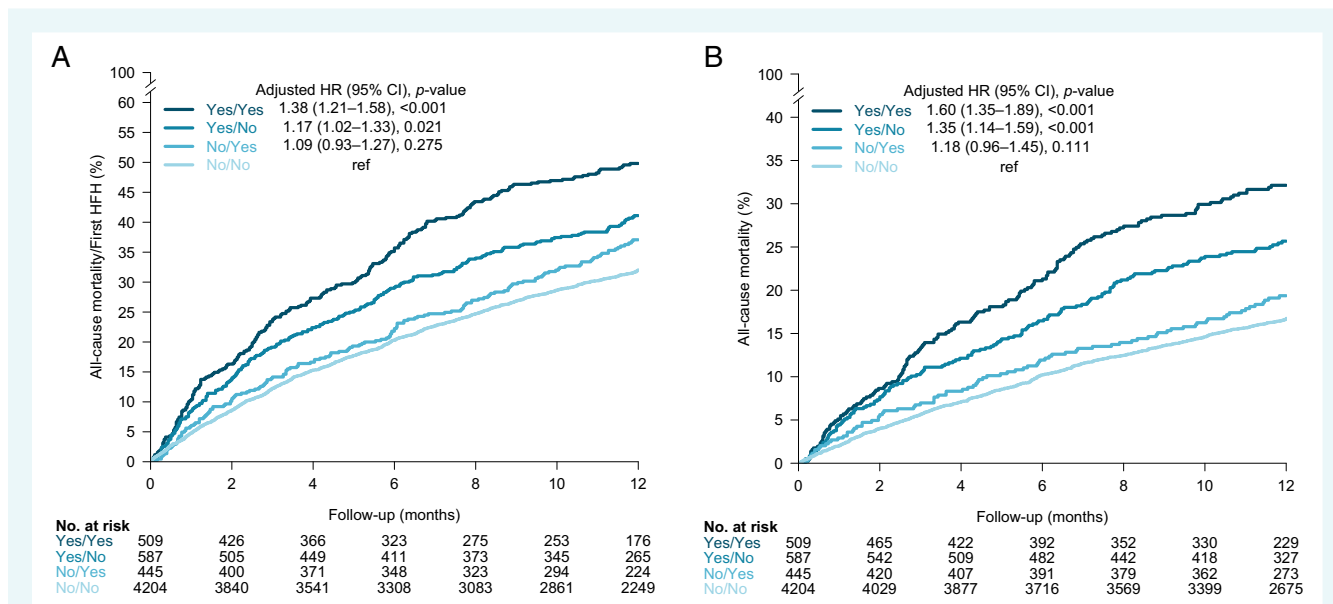 A
Adjusted HR (95% CI), p-value
Yes/Yes 1.38 (1.21–1.58), <0.001
Yes/No 1.17 (1.02–1.33), 0.021
No/Yes 1.09 (0.93–1.27), 0.275
No/No ref
All-cause mortality/First HFH (%)
100
60
55
50
45
40
35
30
25
20
15
10
5
0
0 2 4 6 8 10 12
Follow-up (months)
No. at risk
Yes/Yes 509 426 366 323 275 253 176
Yes/No 587 505 449 411 373 345 265
No/Yes 445 400 371 348 323 294 224
No/No 4204 3840 3541 3308 3083 2861 2249
B
Adjusted HR (95% CI), p-value
Yes/Yes 1.60 (1.35–1.89), <0.001
Yes/No 1.35 (1.14–1.59), <0.001
No/Yes 1.18 (0.96–1.45), 0.111
No/No ref
All-cause mortality (%)
100
40
35
30
25
20
15
10
5
0
0 2 4 6 8 10 12
Follow-up (months)
No. at risk
Yes/Yes 509 465 422 392 352 330 229
Yes/No 587 542 509 482 442 418 327
No/Yes 445 420 407 391 379 362 273
No/No 4204 4029 3877 3716 3569 3399 2675